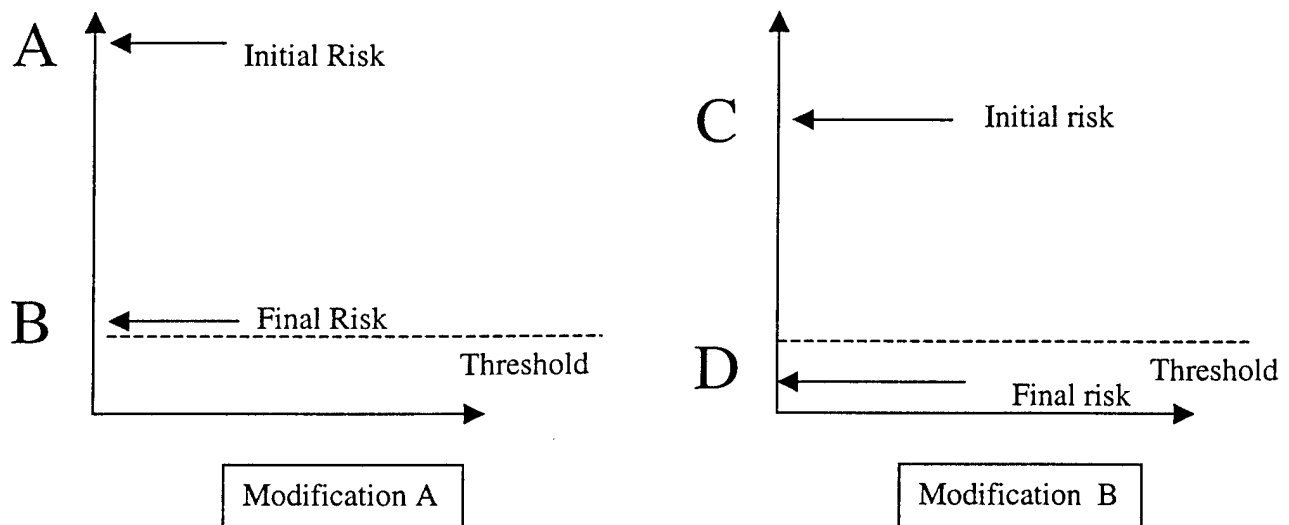 A
Initial Risk
B
Final Risk
Threshold
Modification A
C
Initial risk
D
Threshold
Final risk
Modification B